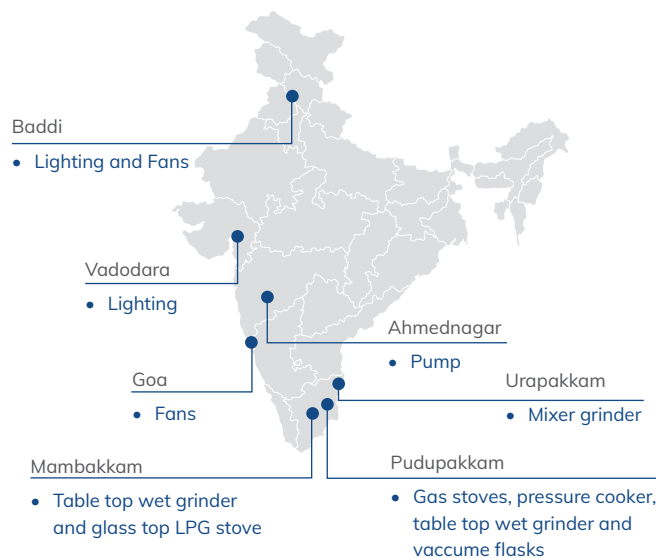 Baddi
• Lighting and Fans
Vadodara
• Lighting
Ahmednagar
• Pump
Goa
• Fans
Urapakkam
• Mixer grinder
Mambakkam
• Table top wet grinder
and glass top LPG stove
Pudupakkam
• Gas stoves, pressure cooker,
table top wet grinder and
vaccume flasks